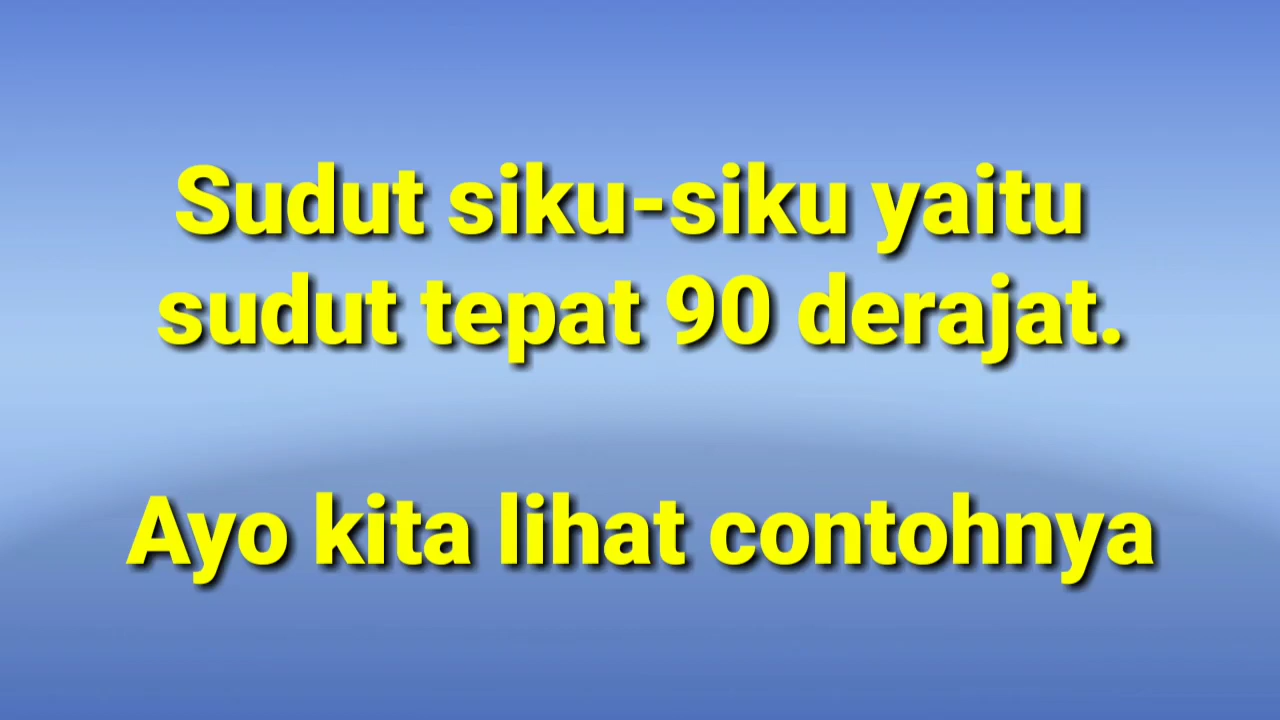 Sudut siku-siku yaitu
sudut tepat 90 derajat.
Ayo kita lihat contohnya